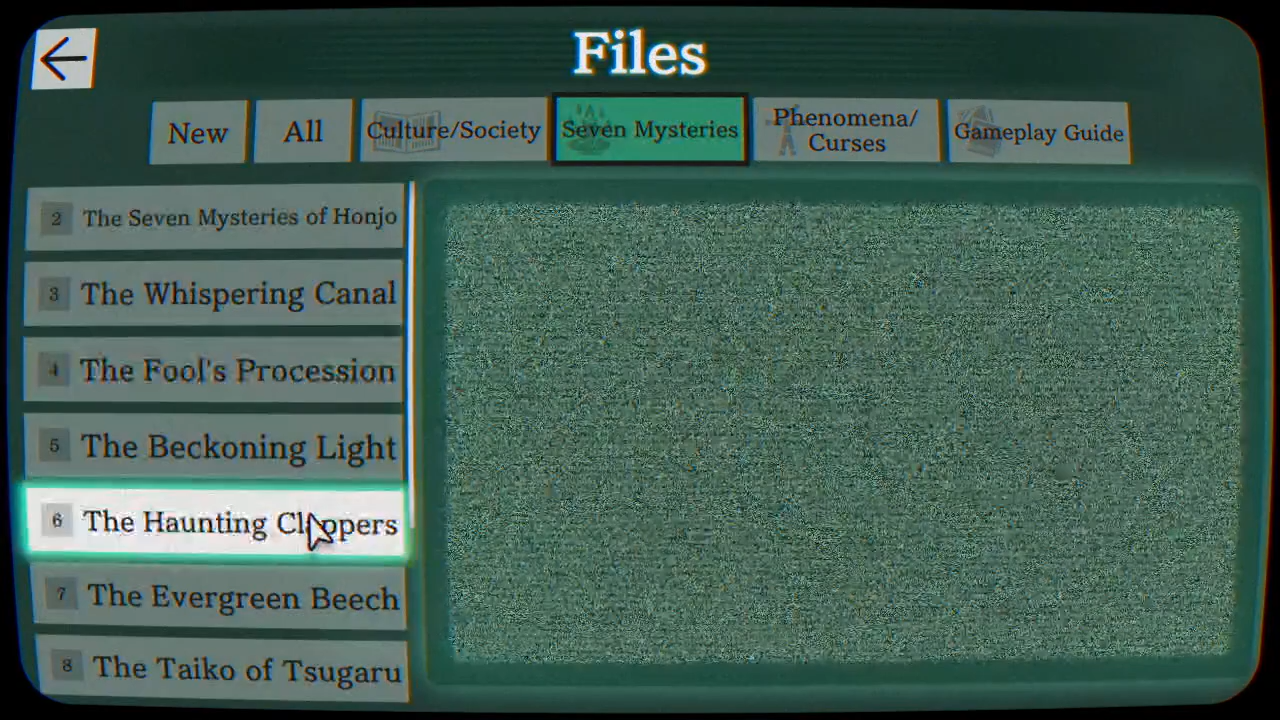 Files
New
All
Culture/Society
Seven Mysteries
Phenomena/
Curses
Gameplay Guide
2 The Seven Mysteries of Honjo
3 The Whispering Canal
4 The Fool's Procession
5 The Beckoning Light
6 The Haunting Clappers
7 The Evergreen Beech
8 The Taiko of Tsugaru